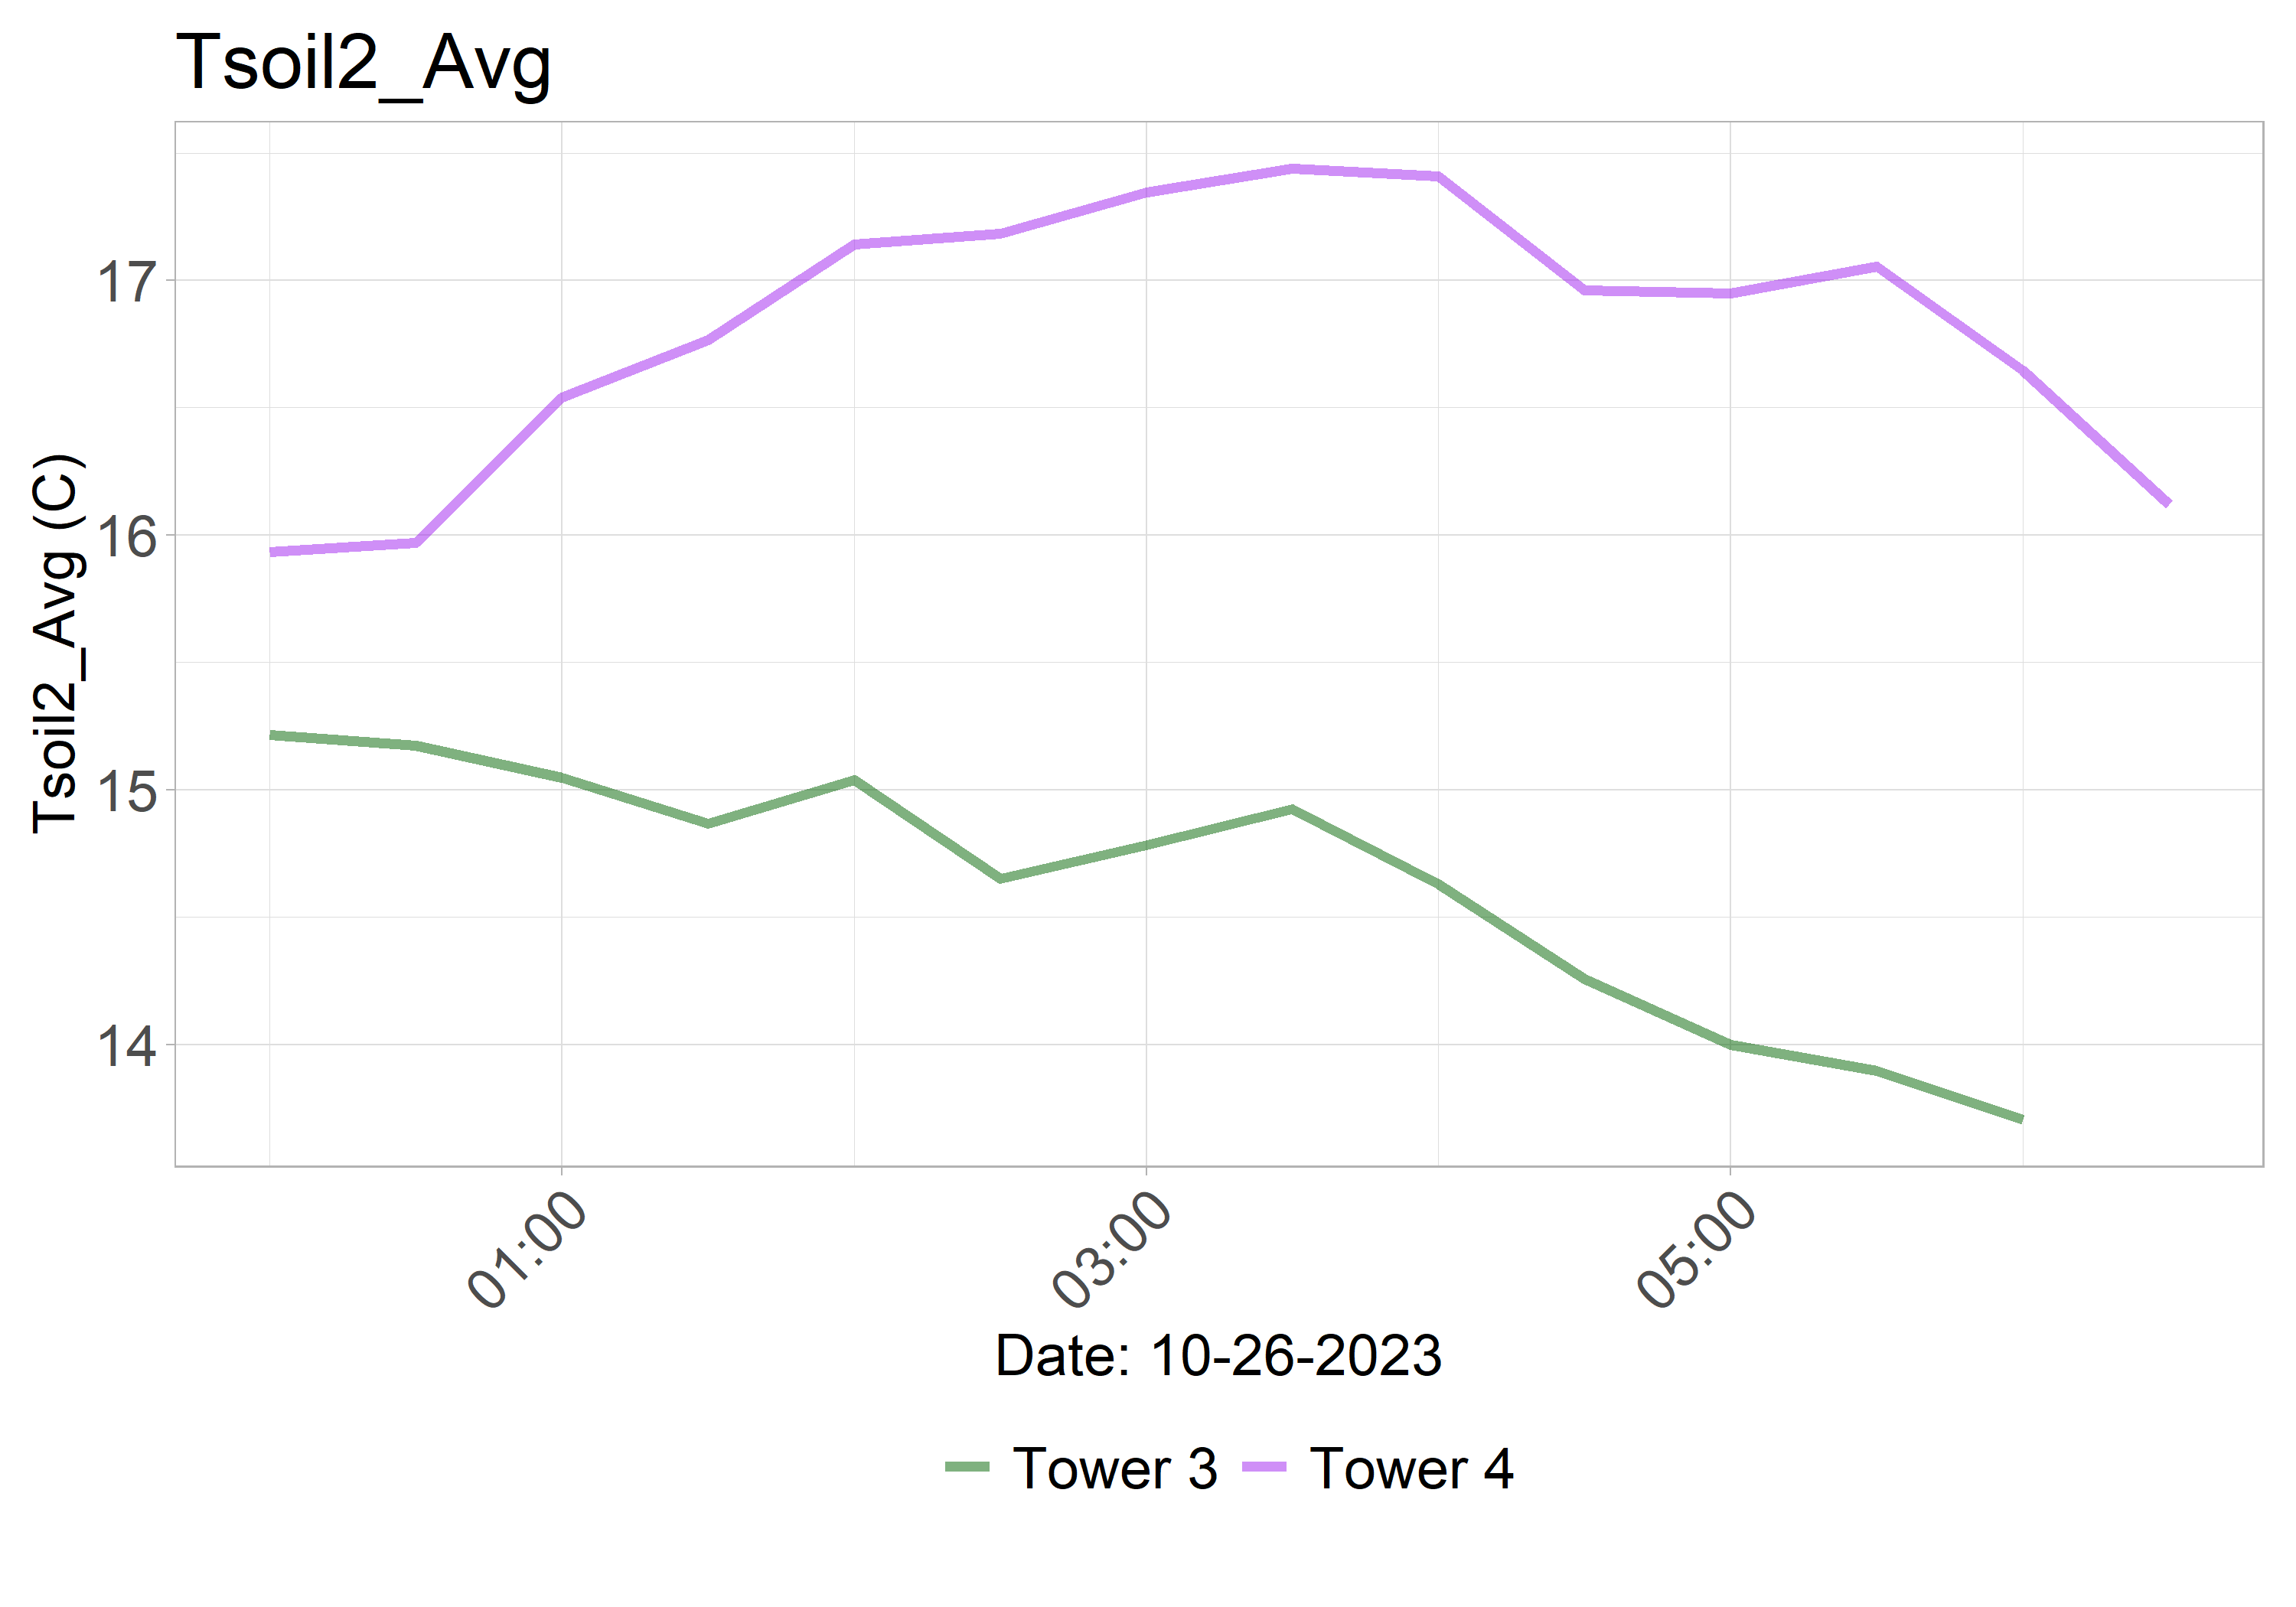 Tsoil2_Avg
Tsoil2_Avg (C)
17
16
15
14
01:00
03:00
05:00
Date: 10-26-2023
Tower 3
Tower 4